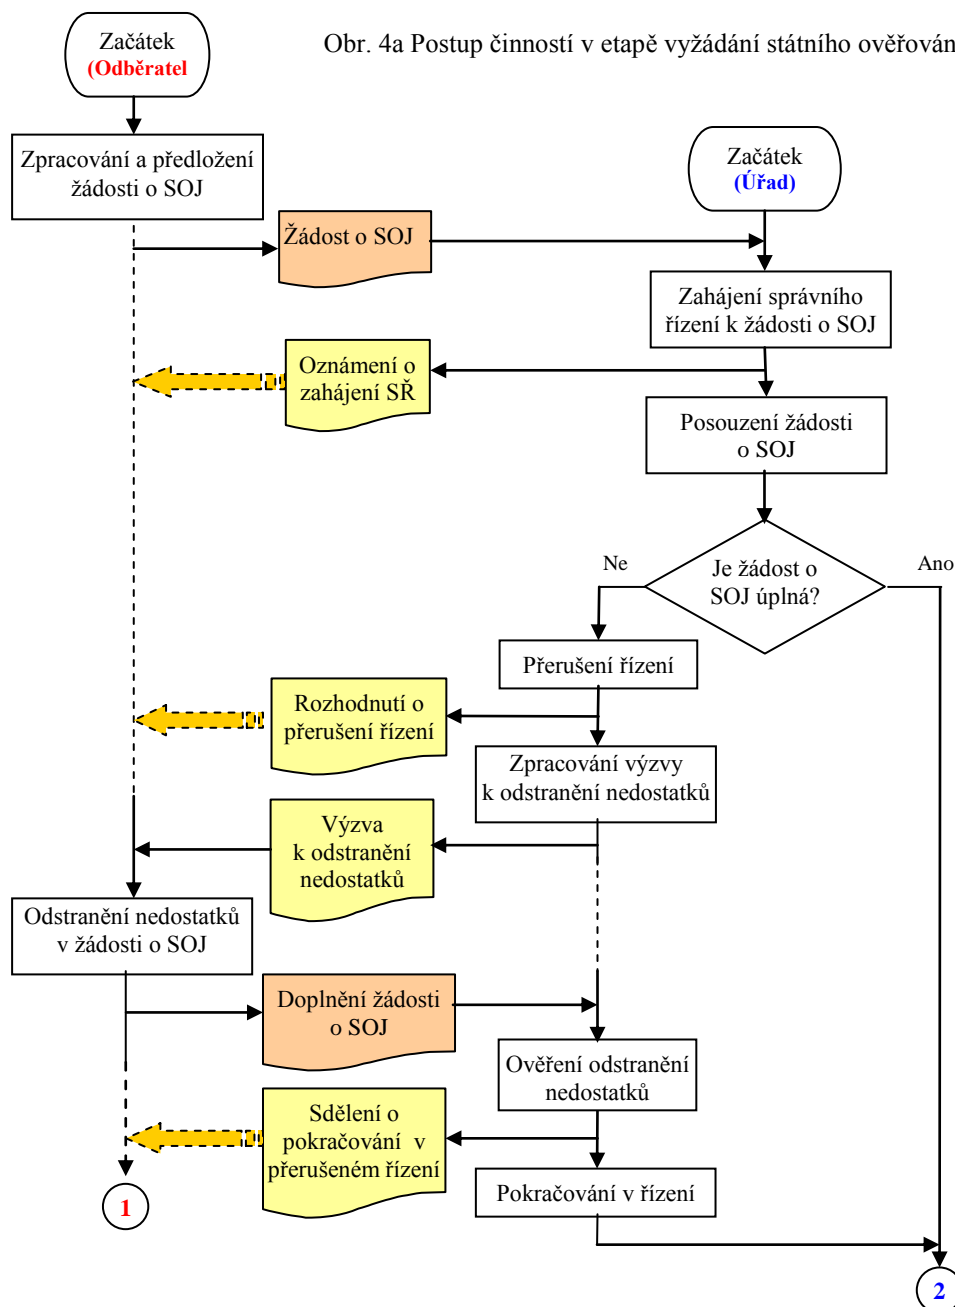 Začátek
(Odběratel
Obr. 4a Postup činností v etapě vyžádání státního ověřován
Zpracování a předložení
žádosti o SOJ
Začátek
(Úřad)
Žádost o SOJ
Zahájení správního
řízení k žádosti o SOJ
Oznámení o
zahájení SŘ
Posouzení žádosti
o SOJ
Ne
Je žádost o
SOJ úplná?
Ano
Přerušení řízení
Rozhodnutí o
přerušení řízení
Zpracování výzvy
k odstranění nedostatků
Výzva
k odstranění
nedostatků
Odstranění nedostatků
v žádosti o SOJ
Doplnění žádosti
o SOJ
Ověření odstranění
nedostatků
Sdělení o
pokračování v
přerušeném řízení
Pokračování v řízení
1
2